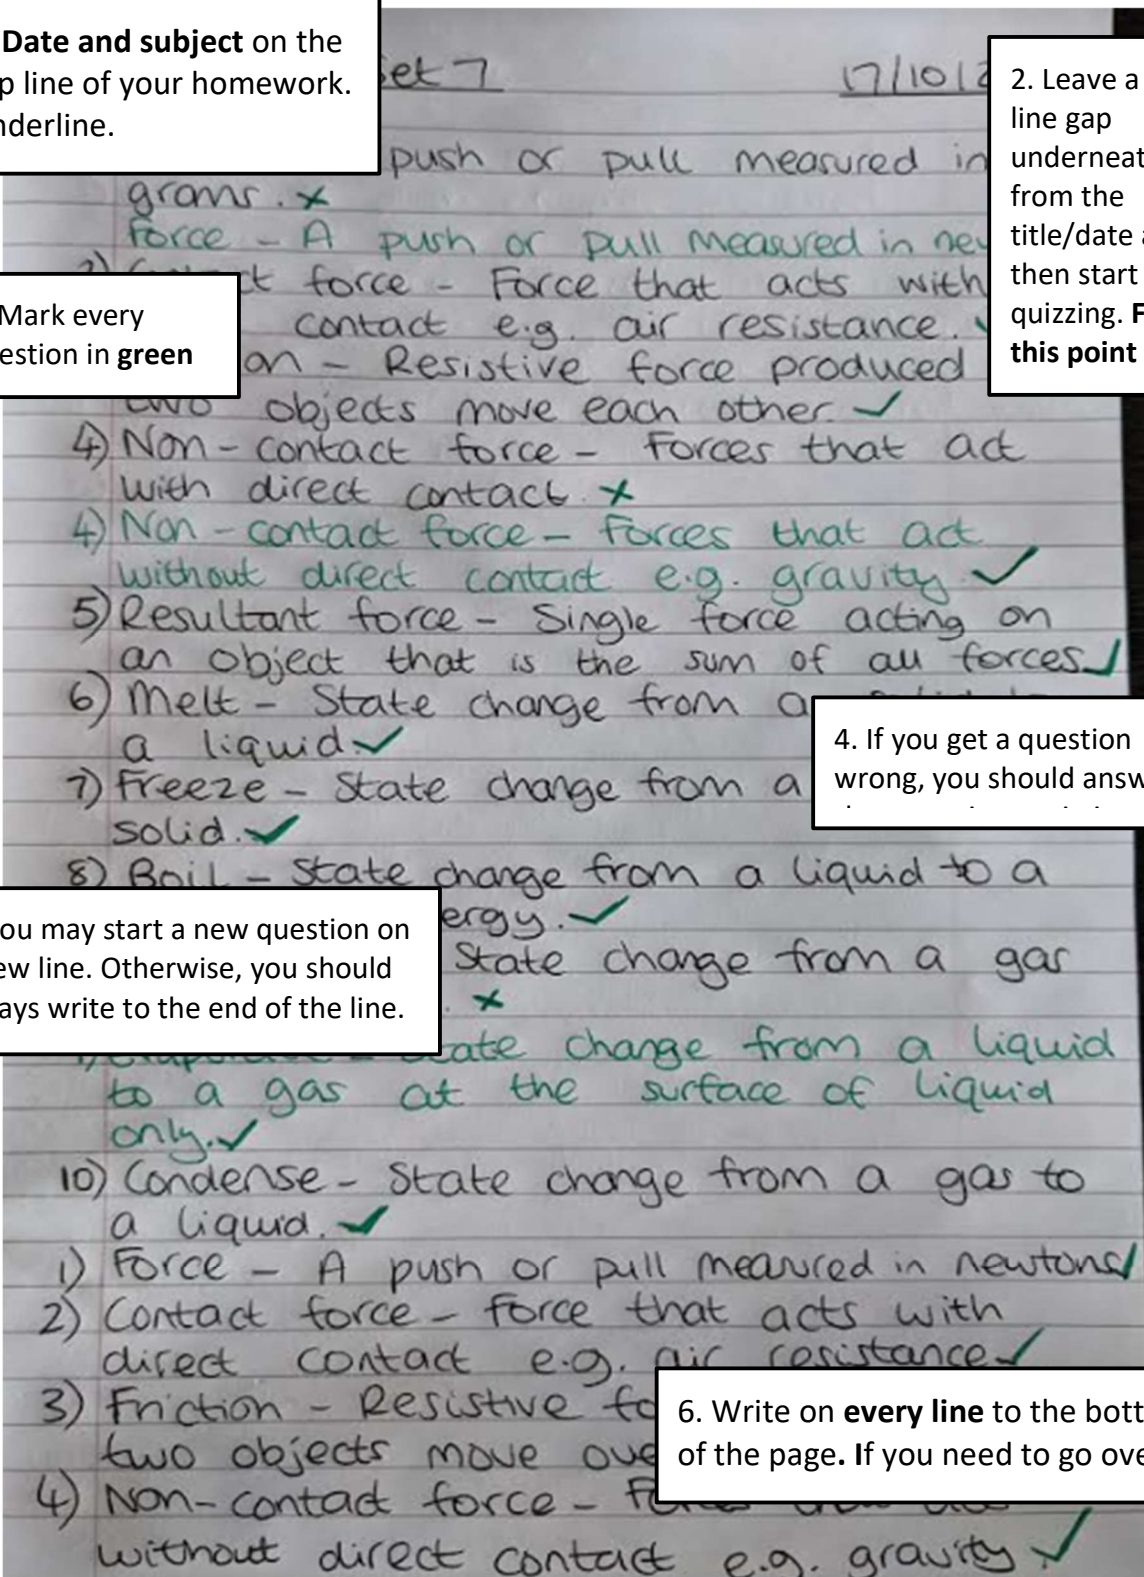 Date and subject on the
p line of your homework.
nderline.
et 7
17/10/2
2. Leave a
line gap
underneat
from the
title/date a
then start
quizzing. F
this point
push or pull measured in
grams. x
Force - A push or pull measured in new
t force - Force that acts with
contact e.g. air resistance.
Mark every
estion in green
on - Resistive force produced
two objects move each other ✓
4) Non-contact force - Forces that act
with direct contact. x
4) Non-contact force - Forces that act
without direct contact e.g. gravity ✓
5) Resultant force - Single force acting on
an object that is the sum of all forces ✓
6) Melt - State change from a
a liquid ✓
4. If you get a question
wrong, you should answ
7) Freeze - State change from a
solid. ✓
8) Boil - State change from a liquid to a
ergy. ✓
ou may start a new question on
ew line. Otherwise, you should
ays write to the end of the line.
State change from a gas
x
Evaporate - State change from a liquid
to a gas at the surface of liquid
only. ✓
10) Condense - State change from a gas to
a liquid. ✓
1) Force - A push or pull measured in newtons ✓
2) Contact force - Force that acts with
direct contact e.g. air resistance ✓
3) Friction - Resistive fo
two objects move ove
6. Write on every line to the bott
of the page. If you need to go ove
4) Non-contact force -
without direct contact e.g. gravity ✓